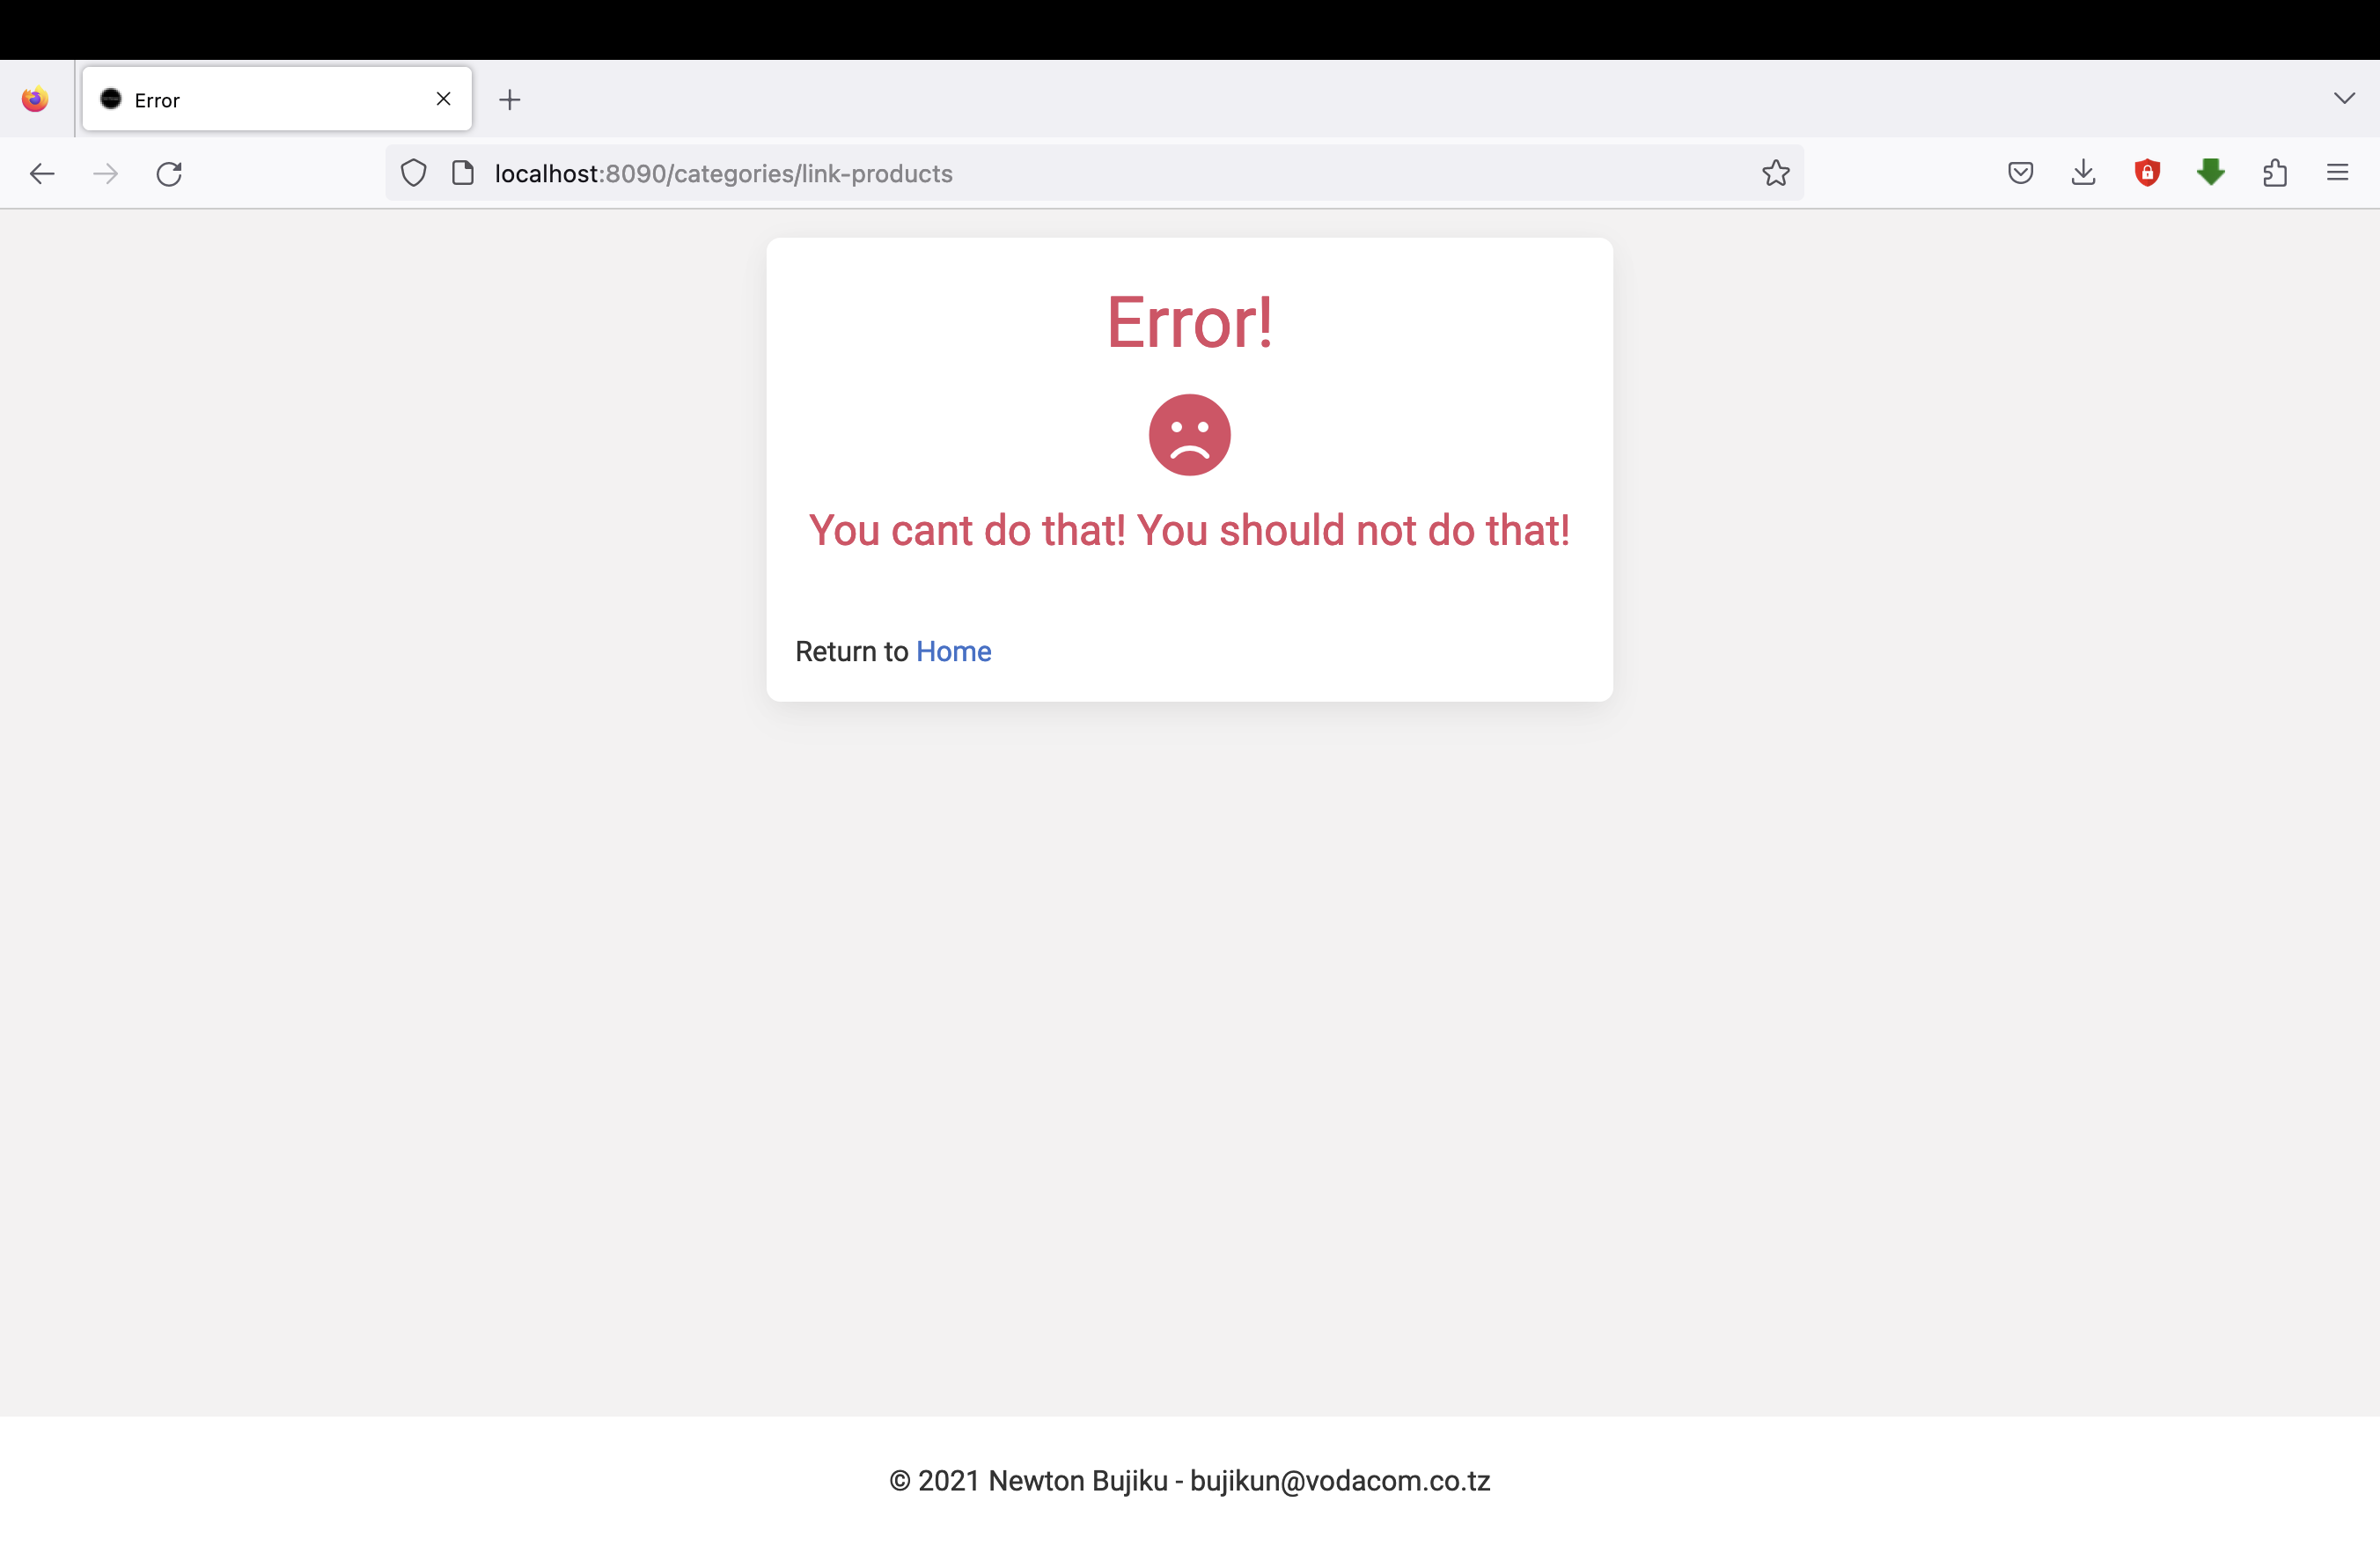 Error
localhost:8090/categories/link-products
Error!
You cant do that! You should not do that!
Return to Home
© 2021 Newton Bujiku - bujikun@vodacom.co.tz